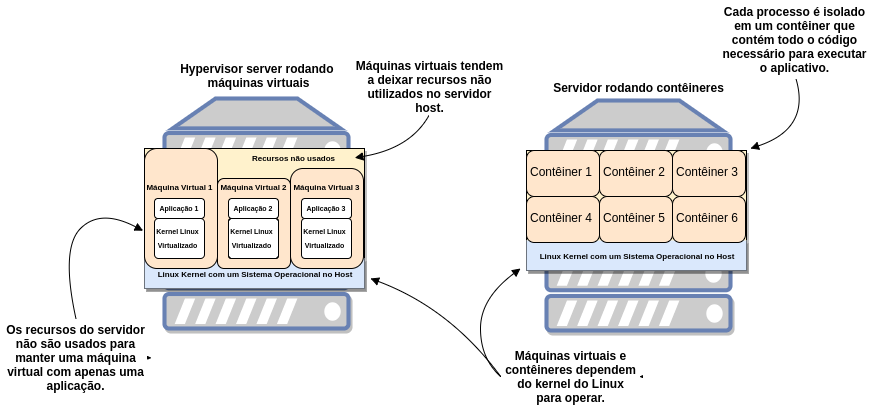 Cada processo é isolado
em um contêiner que
contém todo o código
necessário para executar
o aplicativo.
Hypervisor server rodando
máquinas virtuais
Máquinas virtuais tendem
a deixar recursos não
utilizados no servidor
host.
Servidor rodando contêineres
Recursos não usados
Máquina Virtual 1
Máquina Virtual 2
Máquina Virtual 3
Aplicação 1
Aplicação 2
Aplicação 3
Kernel Linux
Virtualizado
Kernel Linux
Virtualizado
Kernel Linux
Virtualizado
Linux Kernel com um Sistema Operacional no Host
Contêiner 1
Contêiner 2
Contêiner 3
Contêiner 4
Contêiner 5
Contêiner 6
Linux Kernel com um Sistema Operacional no Host
Os recursos do servidor
não são usados para
manter uma máquina
virtual com apenas uma
aplicação.
Máquinas virtuais e
contêineres dependem
do kernel do Linux
para operar.